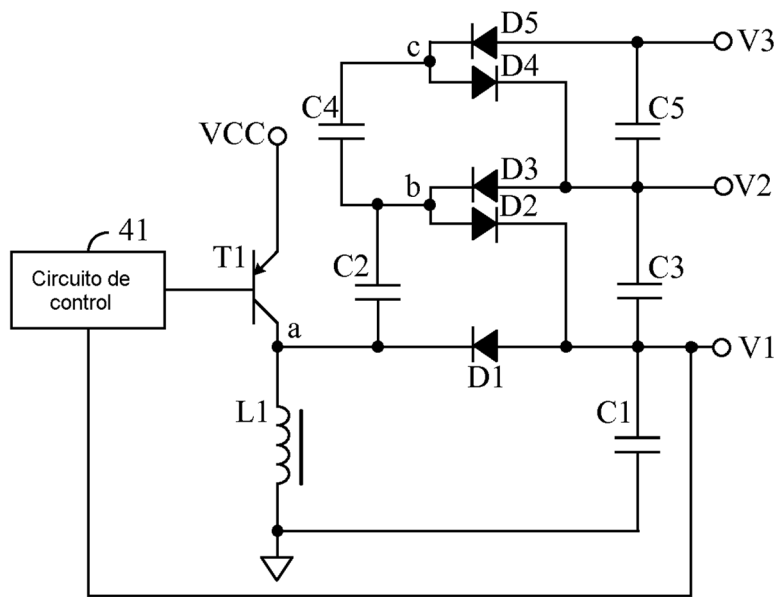 D5
V3
c
D4
C4
C5
VCC
D3
b
V2
D2
41
T1
C2
C3
Circuito de
control
a
V1
D1
L1
C1